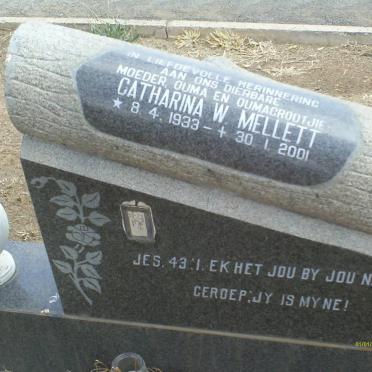 IN LIEFDEVOLLE HERINNERING
AAN ONS DIERBARE
MOEDER OUMA EN OUMAGROOTJIE
CATHARINA W. MELLETT
★ 8. 4. 1933 - + 30. 1. 2001
JES. 43:1. EK HET JOU BY JOU
GEROEP; JY IS MYNE!